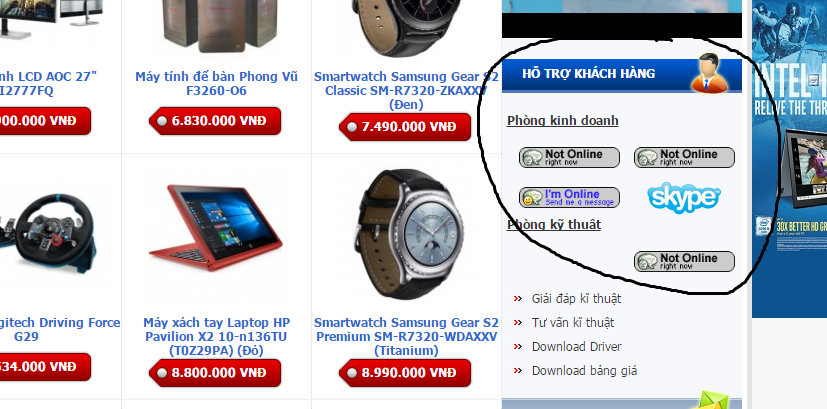 nh LCD AOC 27"
I2777FQ
900.000 VNĐ
Máy tính để bàn Phong Vũ
F3260-O6
6.830.000 VNĐ
Smartwatch Samsung Gear S2
Classic SM-R7320-ZKAXXV
(Đen)
7.490.000 VNĐ
gitech Driving Force
G29
534.000 VNĐ
Máy xách tay Laptop HP
Pavilion X2 10-n136TU
(T0Z29PA) (Đỏ)
8.800.000 VNĐ
Smartwatch Samsung Gear S2
Premium SM-R7320-WDAXXV
(Titanium)
8.990.000 VNĐ
HỖ TRỢ KHÁCH HÀNG
Phòng kinh doanh
Not Online
right now
Not Online
right now
I'm Online
Send me a message
skype
Phòng kỹ thuật
Not Online
right now
Giải đáp kĩ thuật
Tư vấn kĩ thuật
Download Driver
Download bảng giá
INTEL
RELIVE THE THR
30X BETTER HD GR